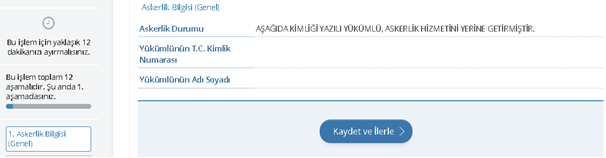 Askerlik Bilgisi (Genel)
Askerlik Durumu AŞAĞIDA KİMLİĞİ YAZILI YÜKÜMLÜ, ASKERLİK HİZMETİNİ YERİNE GETİRMİŞTİR.
Yükümlünün T.C. Kimlik
Numarası
Yükümlünün Adı Soyadı
Kaydet ve İlerle
Bu işlem için yaklaşık 12
dakikanızı ayırmalısınız.
Bu işlem toplam 12
aşamalıdır. Şu anda 1.
aşamadasınız.
1. Askerlik Bilgisi
(Genel)